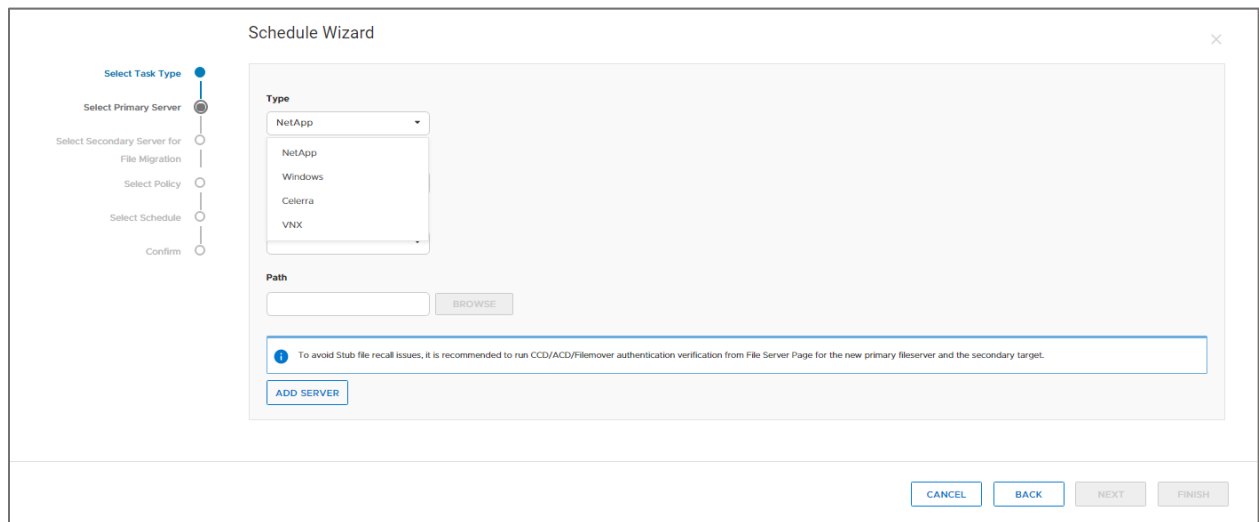 Schedule Wizard
Select Task Type
Select Primary Server
Select Secondary Server for
File Migration
Select Policy
Select Schedule
Confirm
Type
NetApp
NetApp
Windows
Celerra
VNX
Path
BROWSE
To avoid Stub file recall issues, it is recommended to run CCD/ACD/Filemover authentication verification from File Server Page for the new primary fileserver and the secondary target.
ADD SERVER
CANCEL
BACK
NEXT
FINISH